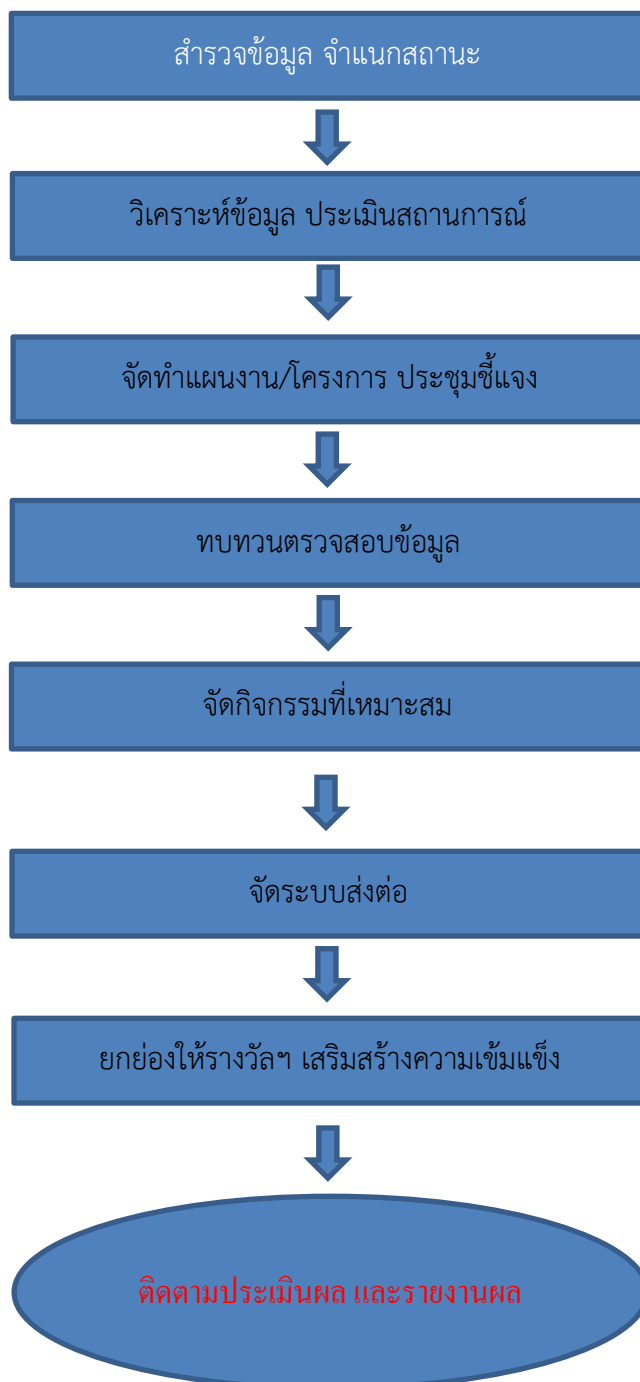 สำรวจข้อมูล จำแนกสถานะ
วิเคราะห์ข้อมูล ประเมินสถานการณ์
จัดทำแผนงาน/โครงการ ประชุมชี้แจง
ทบทวนตรวจสอบข้อมูล
จัดกิจกรรมที่เหมาะสม
จัดระบบส่งต่อ
ยกย่องให้รางวัลฯ เสริมสร้างความเข้มแข็ง
ติดตามประเมินผล และรายงานผล